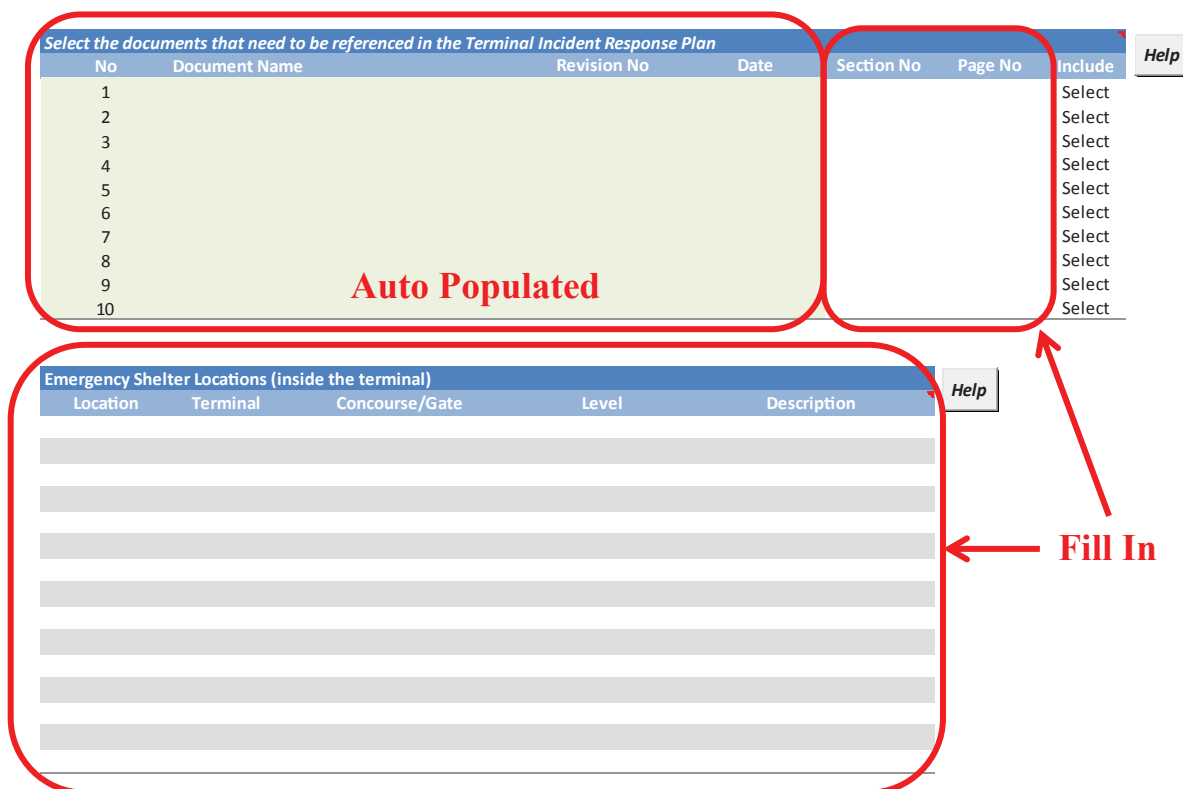 Select the documents that need to be referenced in the Terminal Incident Response Plan
Help
No Document Name Revision No Date Section No Page No Include
1 Select
2 Select
3 Select
4 Select
5 Select
6 Select
7 Select
8 Select
9 Select
10 Select
Auto Populated
Emergency Shelter Locations (inside the terminal)
Help
Location Terminal Concourse/Gate Level Description
Fill In